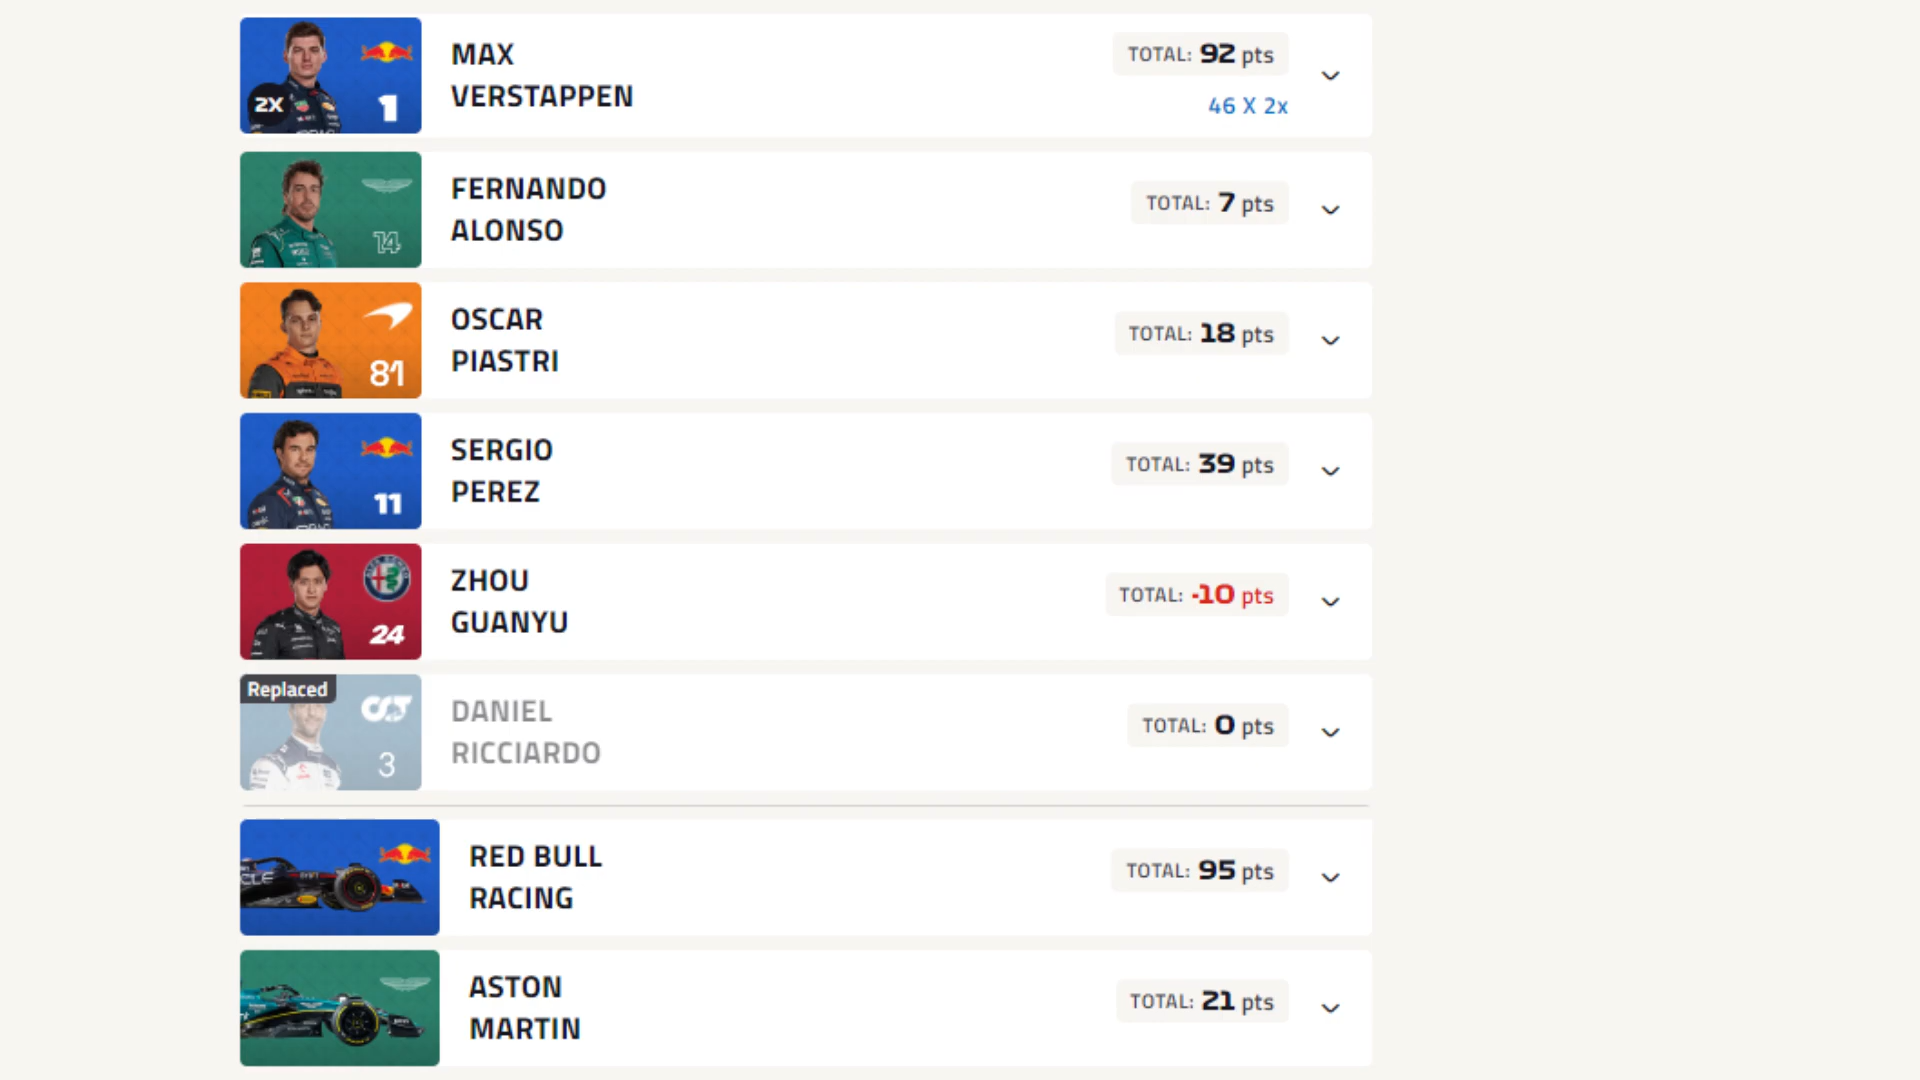 MAX
VERSTAPPEN
2X
1
TOTAL: 92 pts
46 X 2x
FERNANDO
ALONSO
14
TOTAL: 7 pts
OSCAR
PIASTRI
81
TOTAL: 18 pts
SERGIO
PEREZ
11
TOTAL: 39 pts
ZHOU
GUANYU
24
TOTAL: -10 pts
Replaced
DANIEL
RICCIARDO
3
TOTAL: 0 pts
RED BULL
RACING
TOTAL: 95 pts
ASTON
MARTIN
TOTAL: 21 pts